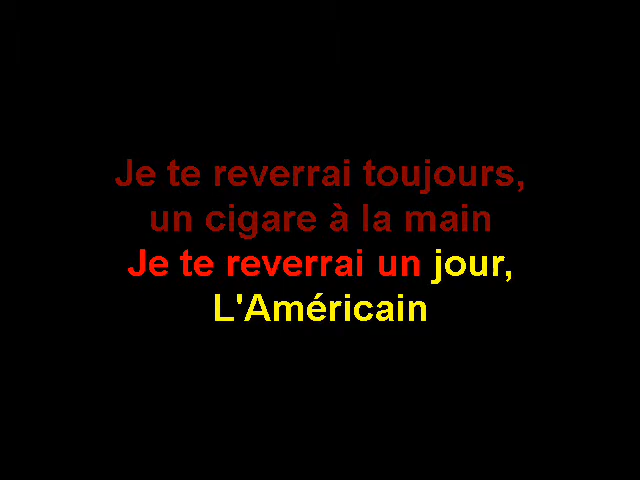 Je te reverrai toujours,
un cigare à la main
Je te reverrai un jour,
L'Américain